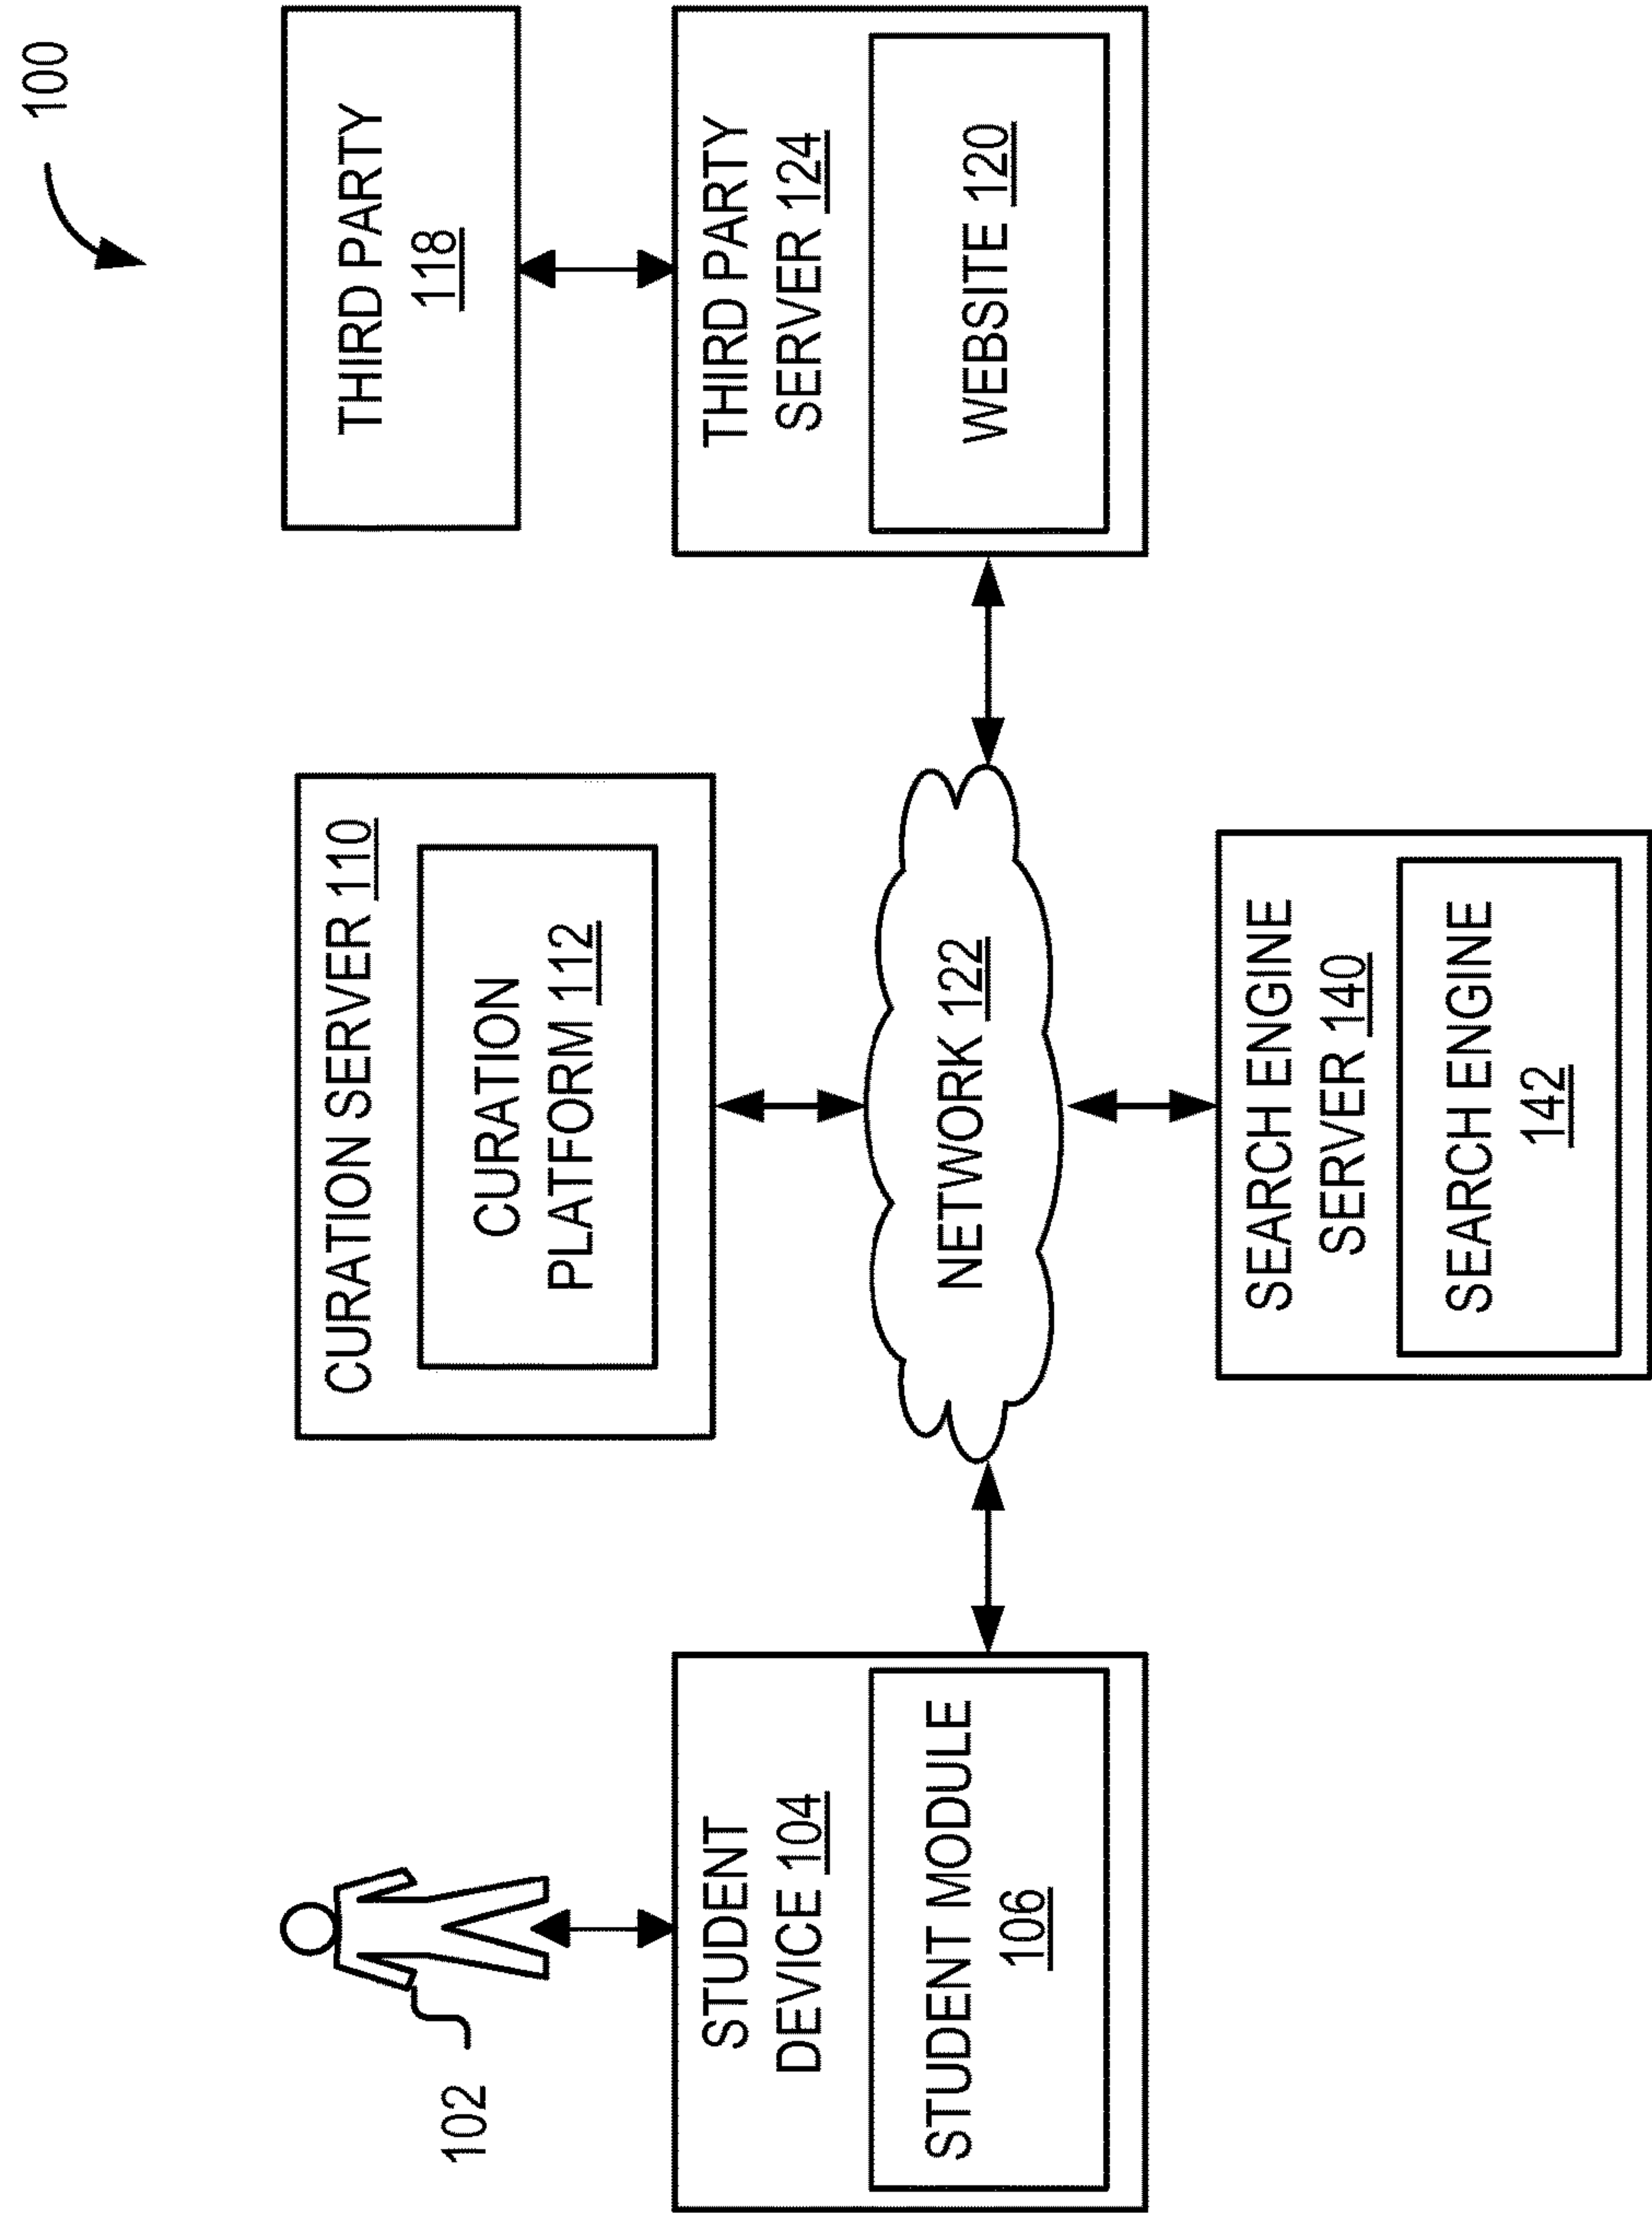 100
CURATION SERVER 110
CURATION
PLATFORM 112
THIRD PARTY
118
102
STUDENT
DEVICE 104
STUDENT MODULE
106
NETWORK 122
THIRD PARTY
SERVER 124
WEBSITE 120
SEARCH ENGINE
SERVER 140
SEARCH ENGINE
142